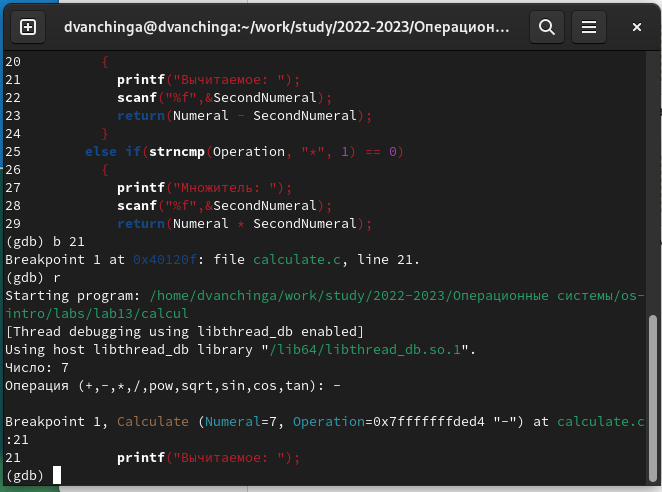 dvanchinga@dvanchinga:~/work/study/2022-2023/Операцион...
20          {
21            printf("Вычитаемое: ");
22            scanf("%f",&SecondNumeral);
23            return(Numeral - SecondNumeral);
24          }
25        else if(strncmp(Operation, "*", 1) == 0)
26          {
27            printf("Множитель: ");
28            scanf("%f",&SecondNumeral);
29            return(Numeral * SecondNumeral);
(gdb) b 21
Breakpoint 1 at 0x40120f: file calculate.c, line 21.
(gdb) r
Starting program: /home/dvanchinga/work/study/2022-2023/Операционные системы/os-
intro/labs/lab13/calcul
[Thread debugging using libthread_db enabled]
Using host libthread_db library "/lib64/libthread_db.so.1".
Число: 7
Операция (+,-,*,/,pow,sqrt,sin,cos,tan): -
Breakpoint 1, Calculate (Numeral=7, Operation=0x7fffffffded4 "-") at calculate.c
:21
21            printf("Вычитаемое: ");
(gdb)